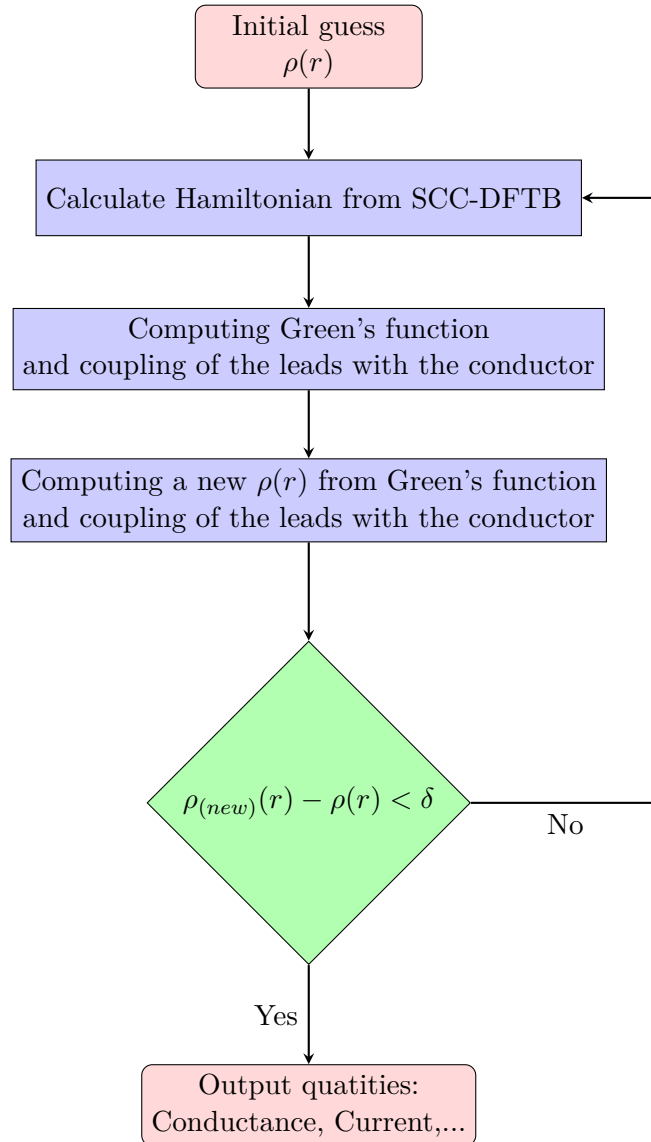 Initial guess
ρ(r)
Calculate Hamiltonian from SCC-DFTB
Computing Green's function
and coupling of the leads with the conductor
Computing a new ρ(r) from Green's function
and coupling of the leads with the conductor
ρ_{(new)}(r) − ρ(r) < δ
No
Yes
Output quatities:
Conductance, Current,...